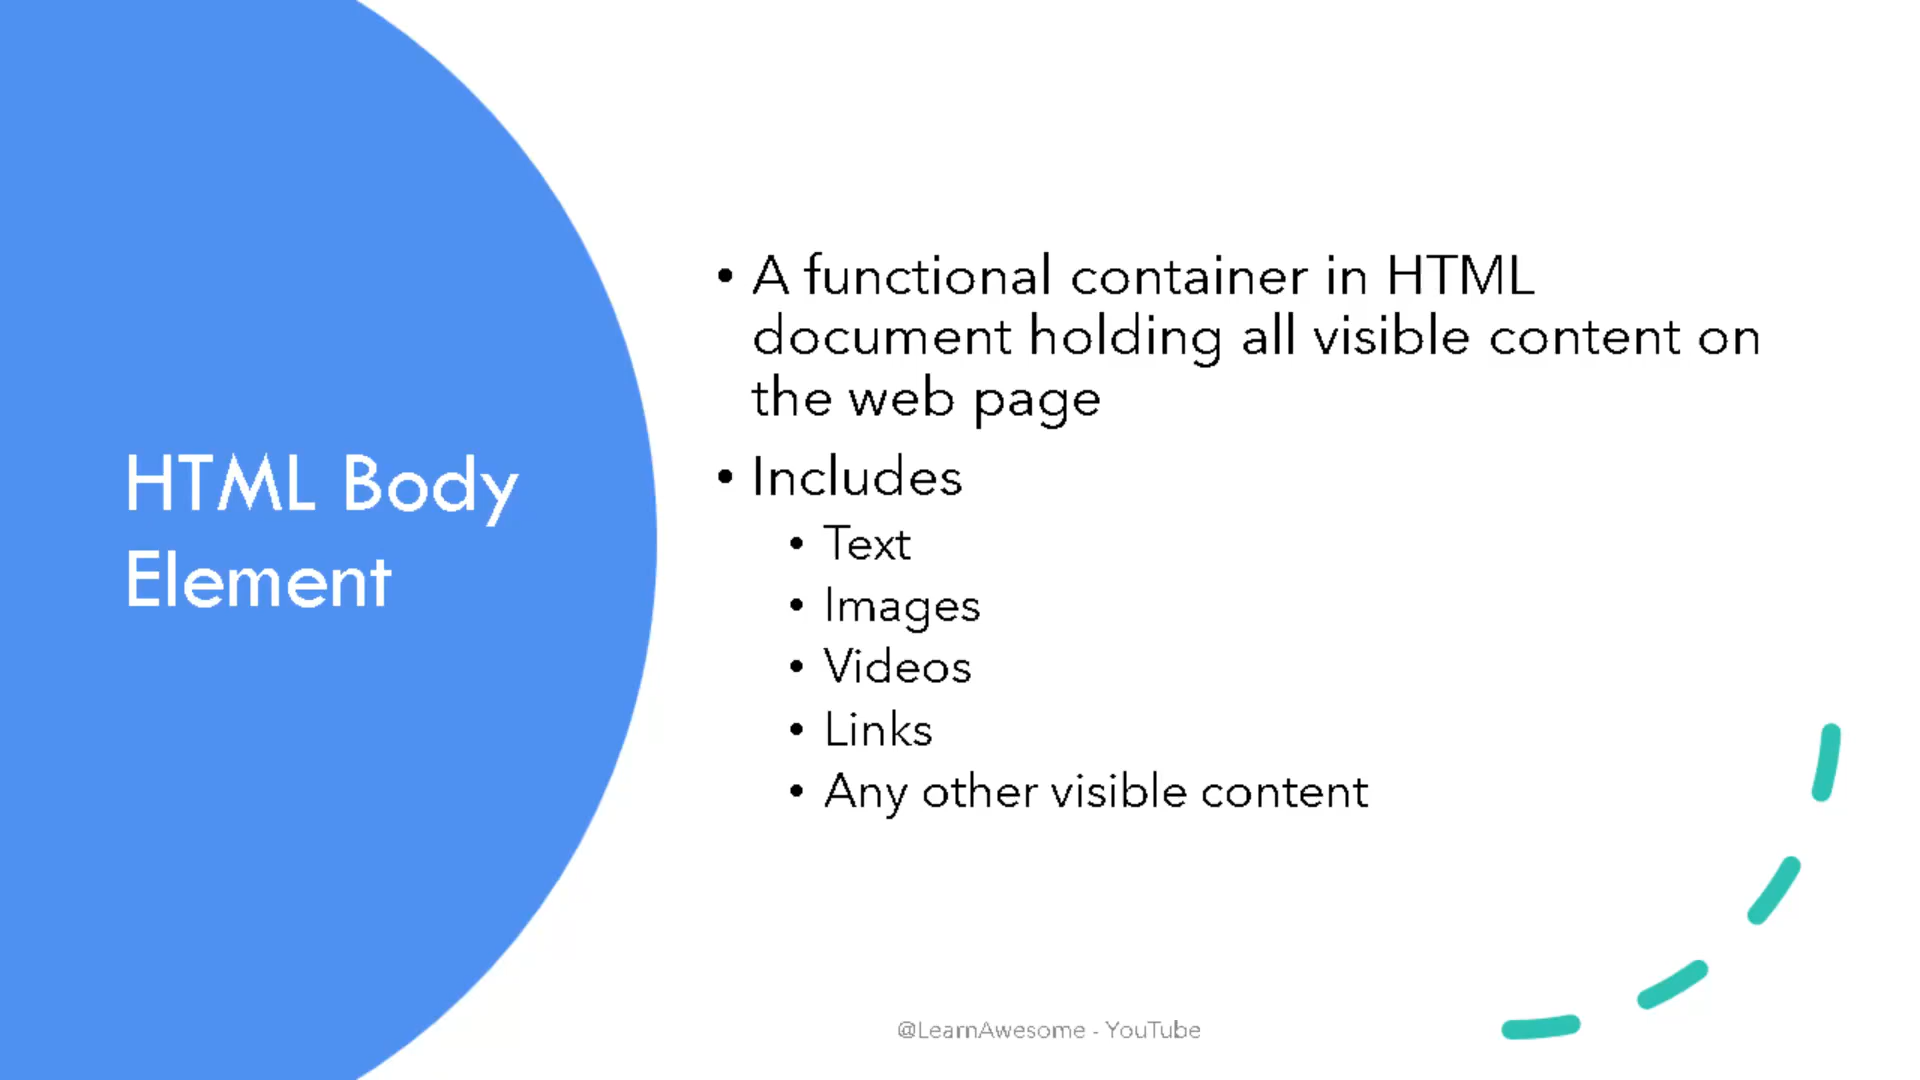 HTML Body
Element
• A functional container in HTML
document holding all visible content on
the web page
• Includes
• Text
• Images
• Videos
• Links
• Any other visible content
@LearnAwesome - YouTube